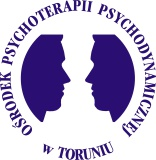 OŚRODEK PSYCHOTERAPII PSYCHODYNAMICZNEJ
W TORUNIU